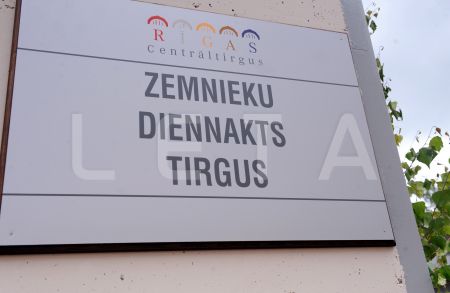 RĪGAS
Centrāltirgus
ZEMNIEKU
DIENNAKTS
TIRGUS
LETA